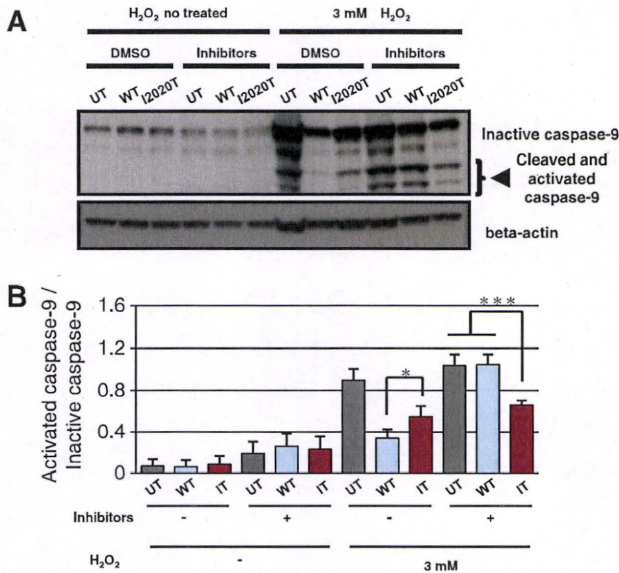 A
H₂O₂ no treated 3 mM H₂O₂
DMSO Inhibitors DMSO Inhibitors
UT WT I2020T UT WT I2020T UT WT I2020T UT WT I2020T
Inactive caspase-9
Cleaved and
activated
caspase-9
beta-actin
B
Activated caspase-9 /
Inactive caspase-9
1.6
1.2
0.8
0.4
0
*
***
UT WT IT UT WT IT UT WT IT UT WT IT
Inhibitors - + - +
H₂O₂ - 3 mM